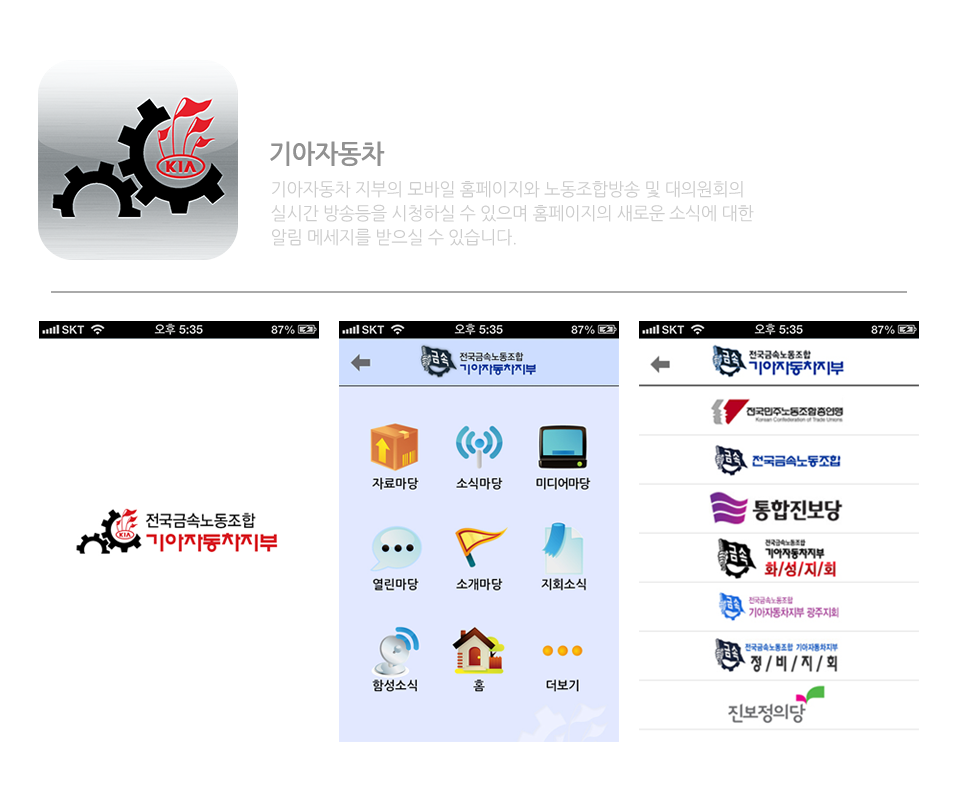 KIA
기아자동차
기아자동차 지부의 모바일 홈페이지와 노동조합방송 및 대의원회의
실시간 방송등을 시청하실 수 있으며 홈페이지의 새로운 소식에 대한
알림 메세지를 받으실 수 있습니다.
SKT 오후 5:35 87%
KIA
전국금속노동조합
기아자동차지부
SKT 오후 5:35 87%
금속
전국금속노동조합
기아자동차지부
자료마당 소식마당 미디어마당
열린마당 소개마당 지회소식
함성소식 홈 더보기
SKT 오후 5:35 87%
금속
전국금속노동조합
기아자동차지부
전국민주노동조합총연맹
Korean Confederation of Trade Unions
금속 전국금속노동조합
통합진보당
금속
전국금속노동조합
기아자동차지부
화/성/지/회
금속
전국금속노동조합
기아자동차지부 광주지회
금속
전국금속노동조합 기아자동차지부
정/비/지/회
진보정의당